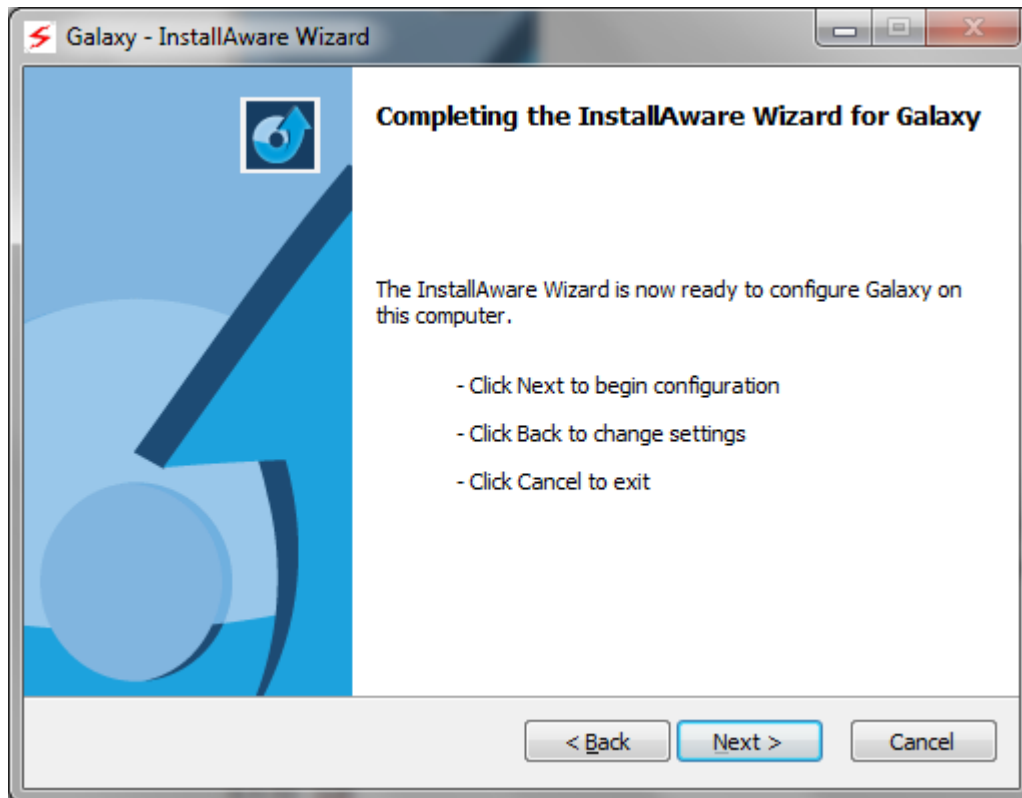 Galaxy - InstallAware Wizard
Completing the InstallAware Wizard for Galaxy
The InstallAware Wizard is now ready to configure Galaxy on
this computer.
- Click Next to begin configuration
- Click Back to change settings
- Click Cancel to exit
< Back
Next >
Cancel